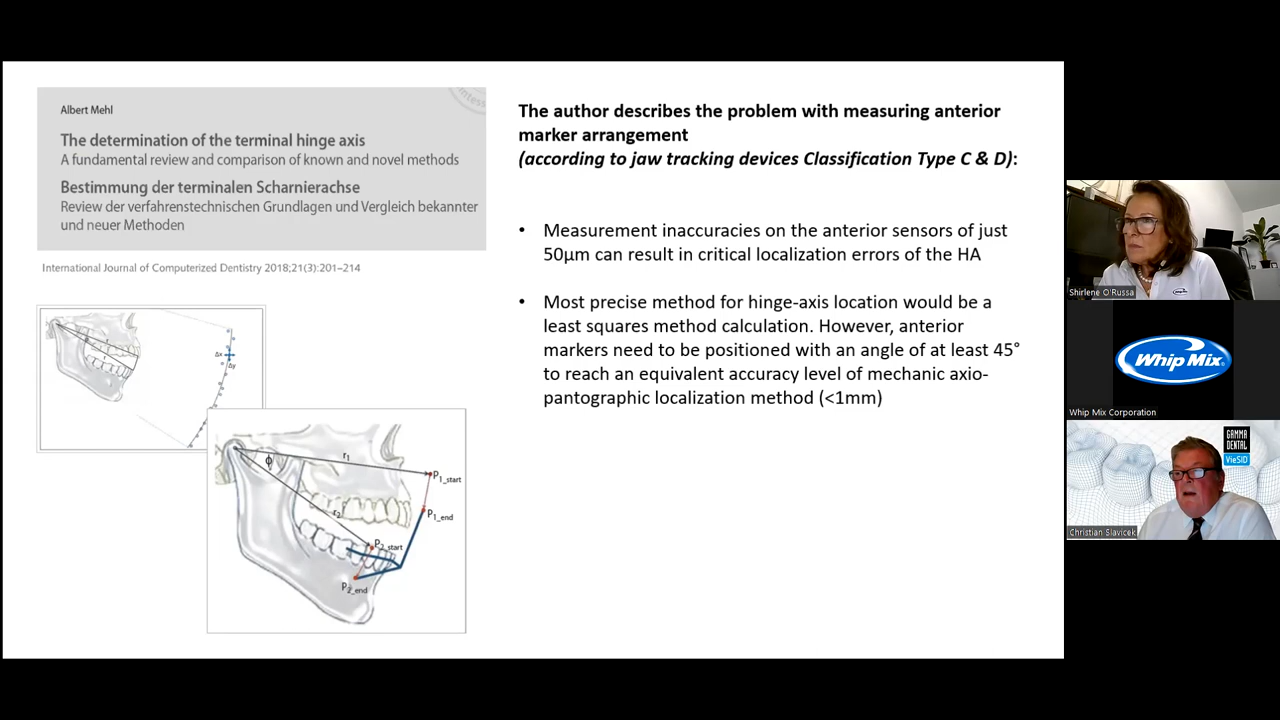 Albert Mehl
The determination of the terminal hinge axis
A fundamental review and comparison of known and novel methods
Bestimmung der terminalen Scharnierachse
Review der verfahrenstechnischen Grundlagen und Vergleich bekannter
und neuer Methoden
International Journal of Computerized Dentistry 2018;21(3):201–214
Δx
Δy
ϕ
r1
r2
P1_start
P1_end
P2_start
P2_end
The author describes the problem with measuring anterior
marker arrangement
(according to jaw tracking devices Classification Type C & D):
• Measurement inaccuracies on the anterior sensors of just
50µm can result in critical localization errors of the HA
• Most precise method for hinge-axis location would be a
least squares method calculation. However, anterior
markers need to be positioned with an angle of at least 45°
to reach an equivalent accuracy level of mechanic axio-
pantographic localization method (<1mm)
Shirlene O'Russa
Whip Mix
Whip Mix Corporation
GAMMA
DENTAL
VieSID
Christian Slavicek